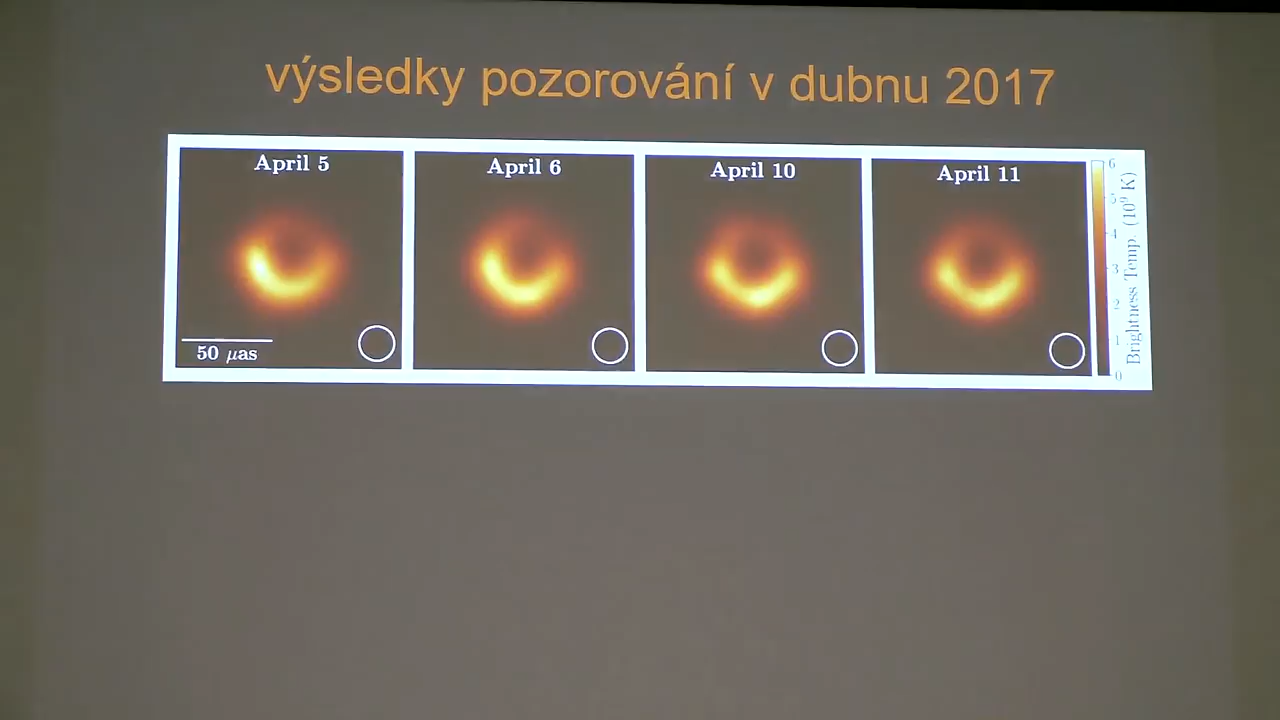 výsledky pozorování v dubnu 2017
April 5
April 6
April 10
April 11
50 μas
6
5
4
3
2
1
0
Brightness Temp. (10⁹ K)